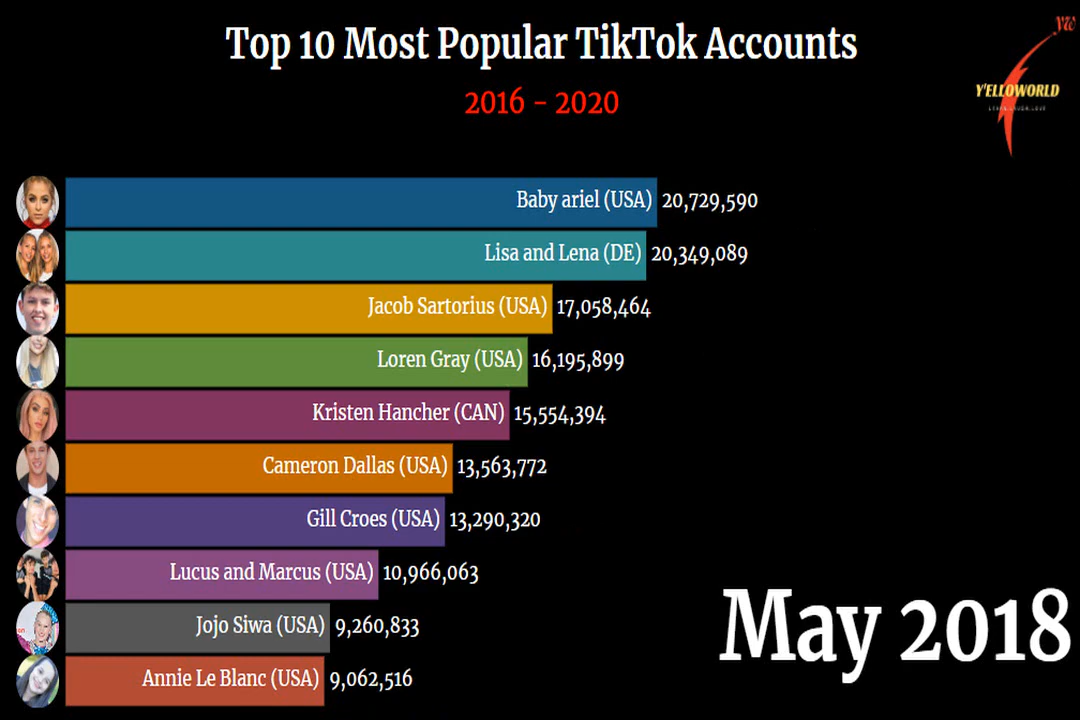 Top 10 Most Popular TikTok Accounts
2016 - 2020
YW
Y'ELLOWORLD
Baby ariel (USA) 20,729,590
Lisa and Lena (DE) 20,349,089
Jacob Sartorius (USA) 17,058,464
Loren Gray (USA) 16,195,899
Kristen Hancher (CAN) 15,554,394
Cameron Dallas (USA) 13,563,772
Gill Croes (USA) 13,290,320
Lucus and Marcus (USA) 10,966,063
Jojo Siwa (USA) 9,260,833
Annie Le Blanc (USA) 9,062,516
May 2018